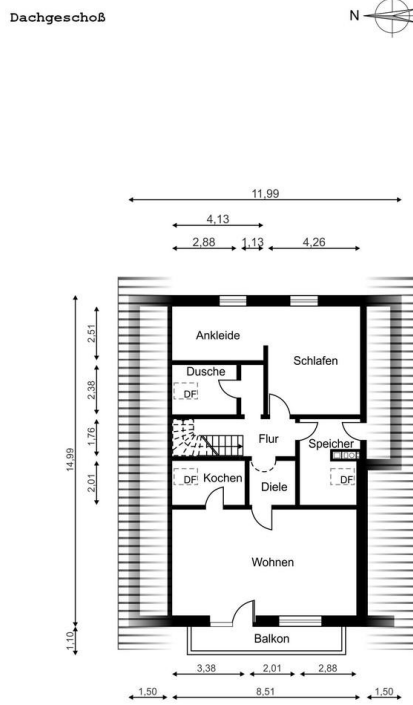 Dachgeschoß
N
11,99
4,13
2,88 1,13 4,26
2,51
Ankleide
Schlafen
2,38
Dusche
DF
1,76
Flur
Speicher
14,99
2,01
DF
Kochen
Diele
DF
Wohnen
1,10
Balkon
3,38 2,01 2,88
1,50 8,51 1,50